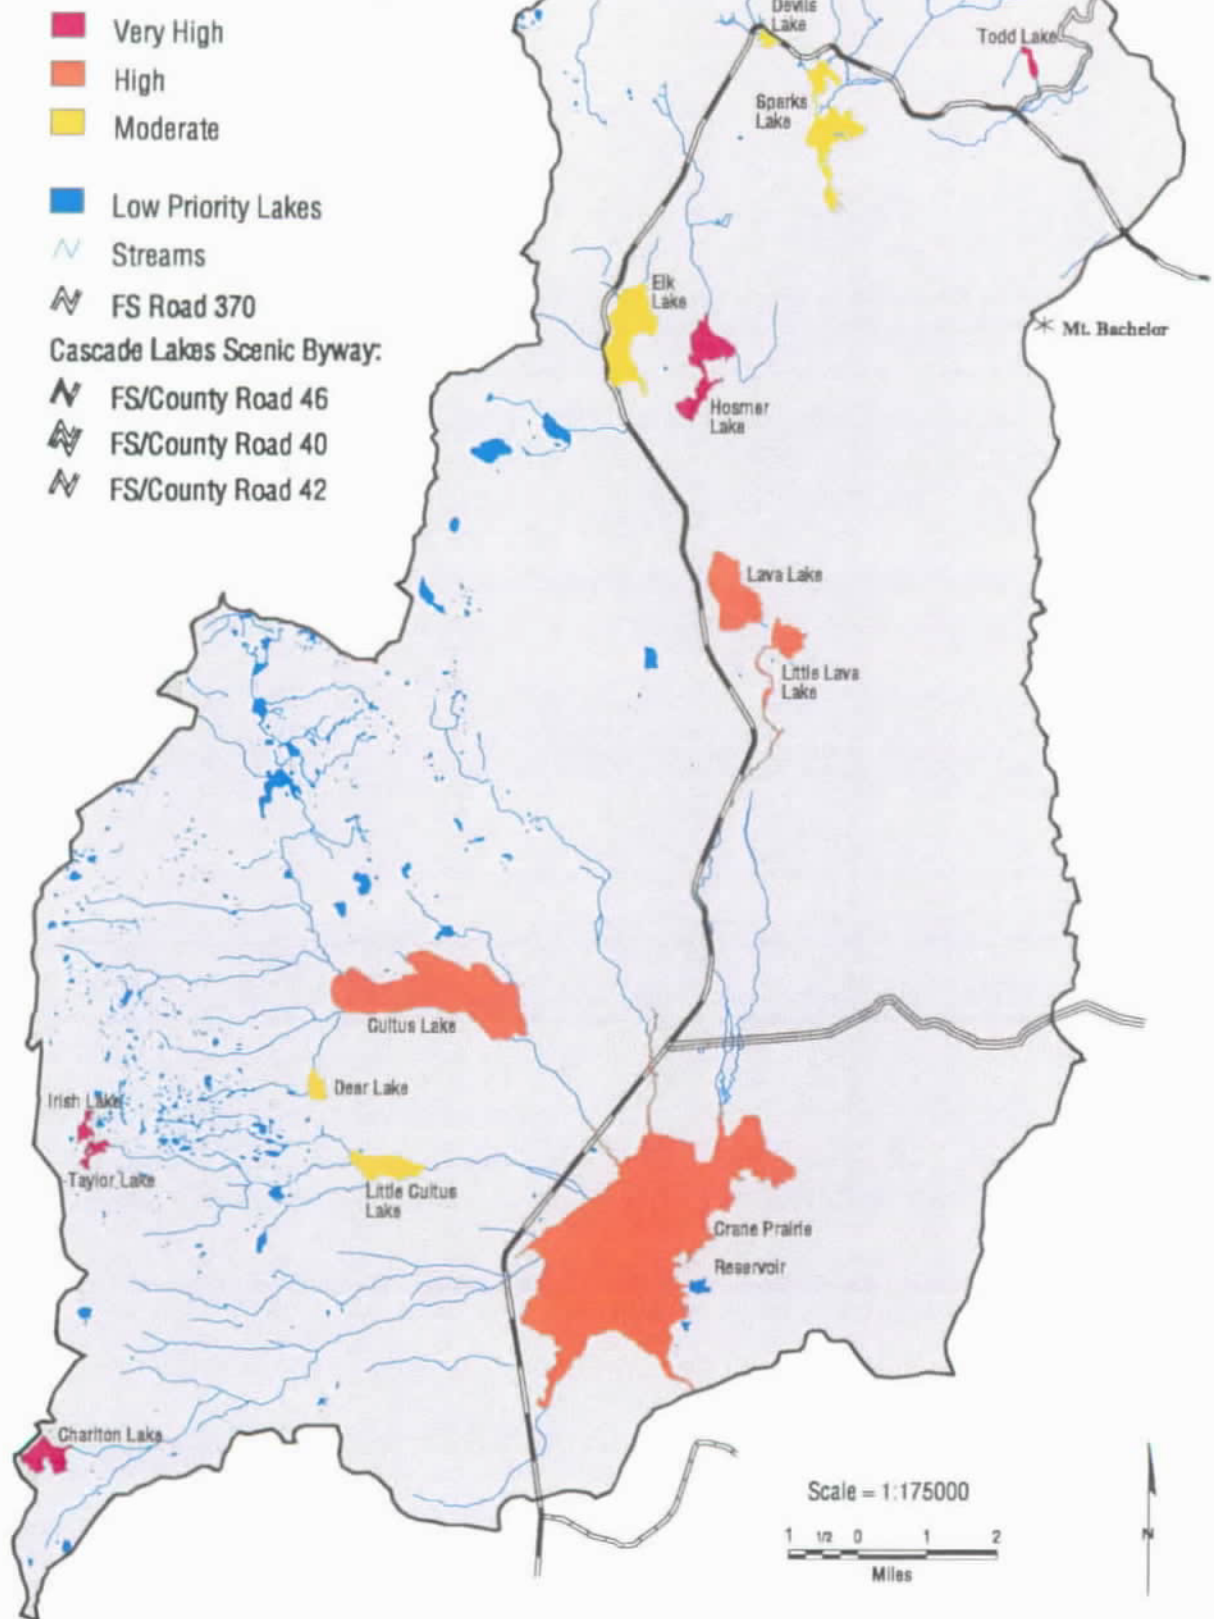 Very High
High
Moderate
Low Priority Lakes
Streams
FS Road 370
Cascade Lakes Scenic Byway:
FS/County Road 46
FS/County Road 40
FS/County Road 42
Devils
Lake
Todd Lake
Sparks
Lake
Elk
Lake
Mt. Bachelor
Hosmer
Lake
Lava Lake
Little Lava
Lake
Cultus Lake
Deer Lake
Irish Lake
Taylor Lake
Little Cultus
Lake
Crane Prairie
Reservoir
Charlton Lake
Scale = 1:175000
1 1/2 0 1 2
Miles
N